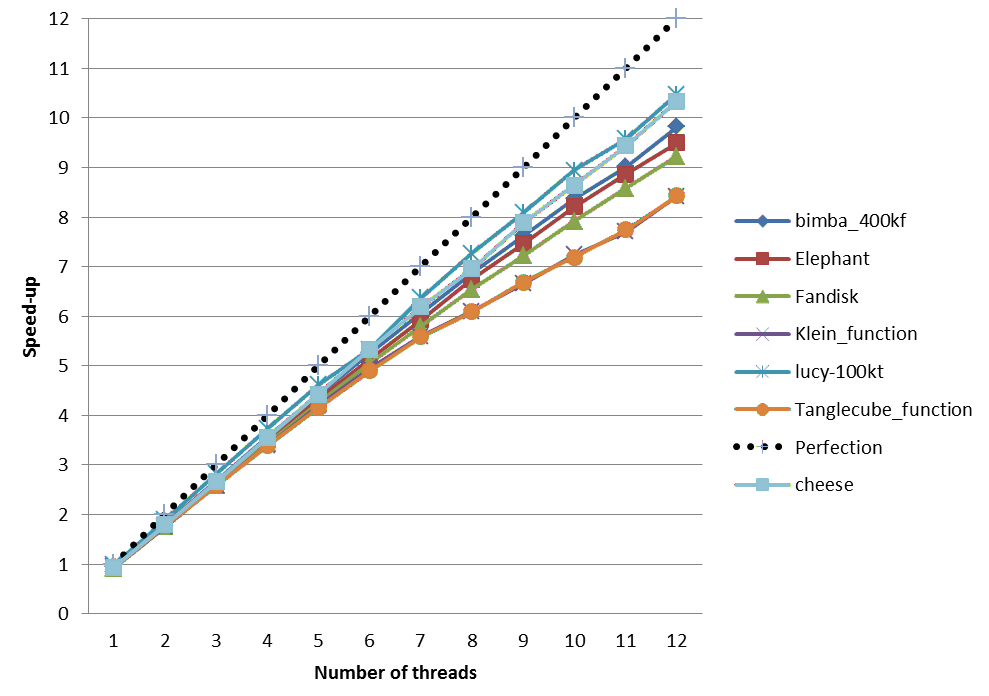 12
11
10
9
8
7
6
5
4
3
2
1
0
Speed-up
1 2 3 4 5 6 7 8 9 10 11 12
Number of threads
bimba_400kf
Elephant
Fandisk
Klein_function
lucy-100kt
Tanglecube_function
Perfection
cheese